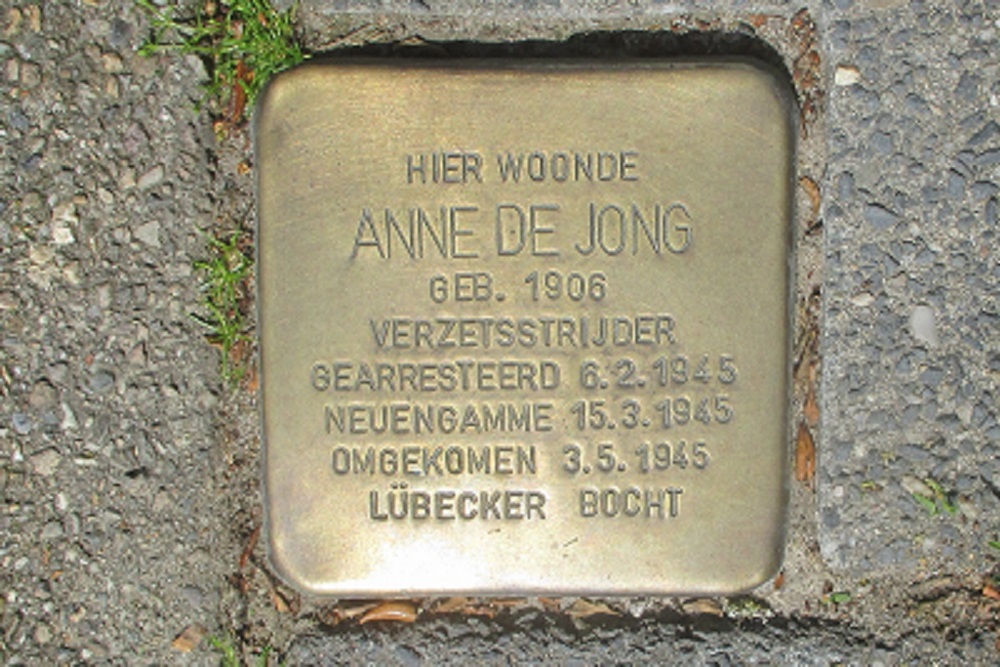 HIER WOONDE
ANNE DE JONG
GEB. 1906
VERZETSSTRIJDER
GEARRESTEERD 6.2.1945
NEUENGAMME 15.3.1945
OMGEKOMEN 3.5.1945
LÜBECKER BOCHT